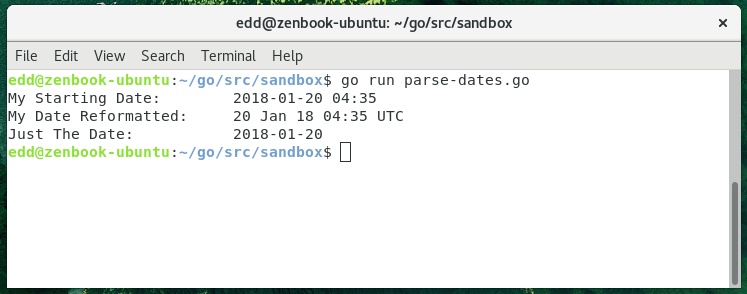 edd@zenbook-ubuntu: ~/go/src/sandbox ×
File Edit View Search Terminal Help
edd@zenbook-ubuntu:~/go/src/sandbox$ go run parse-dates.go
My Starting Date: 2018-01-20 04:35
My Date Reformatted: 20 Jan 18 04:35 UTC
Just The Date: 2018-01-20
edd@zenbook-ubuntu:~/go/src/sandbox$